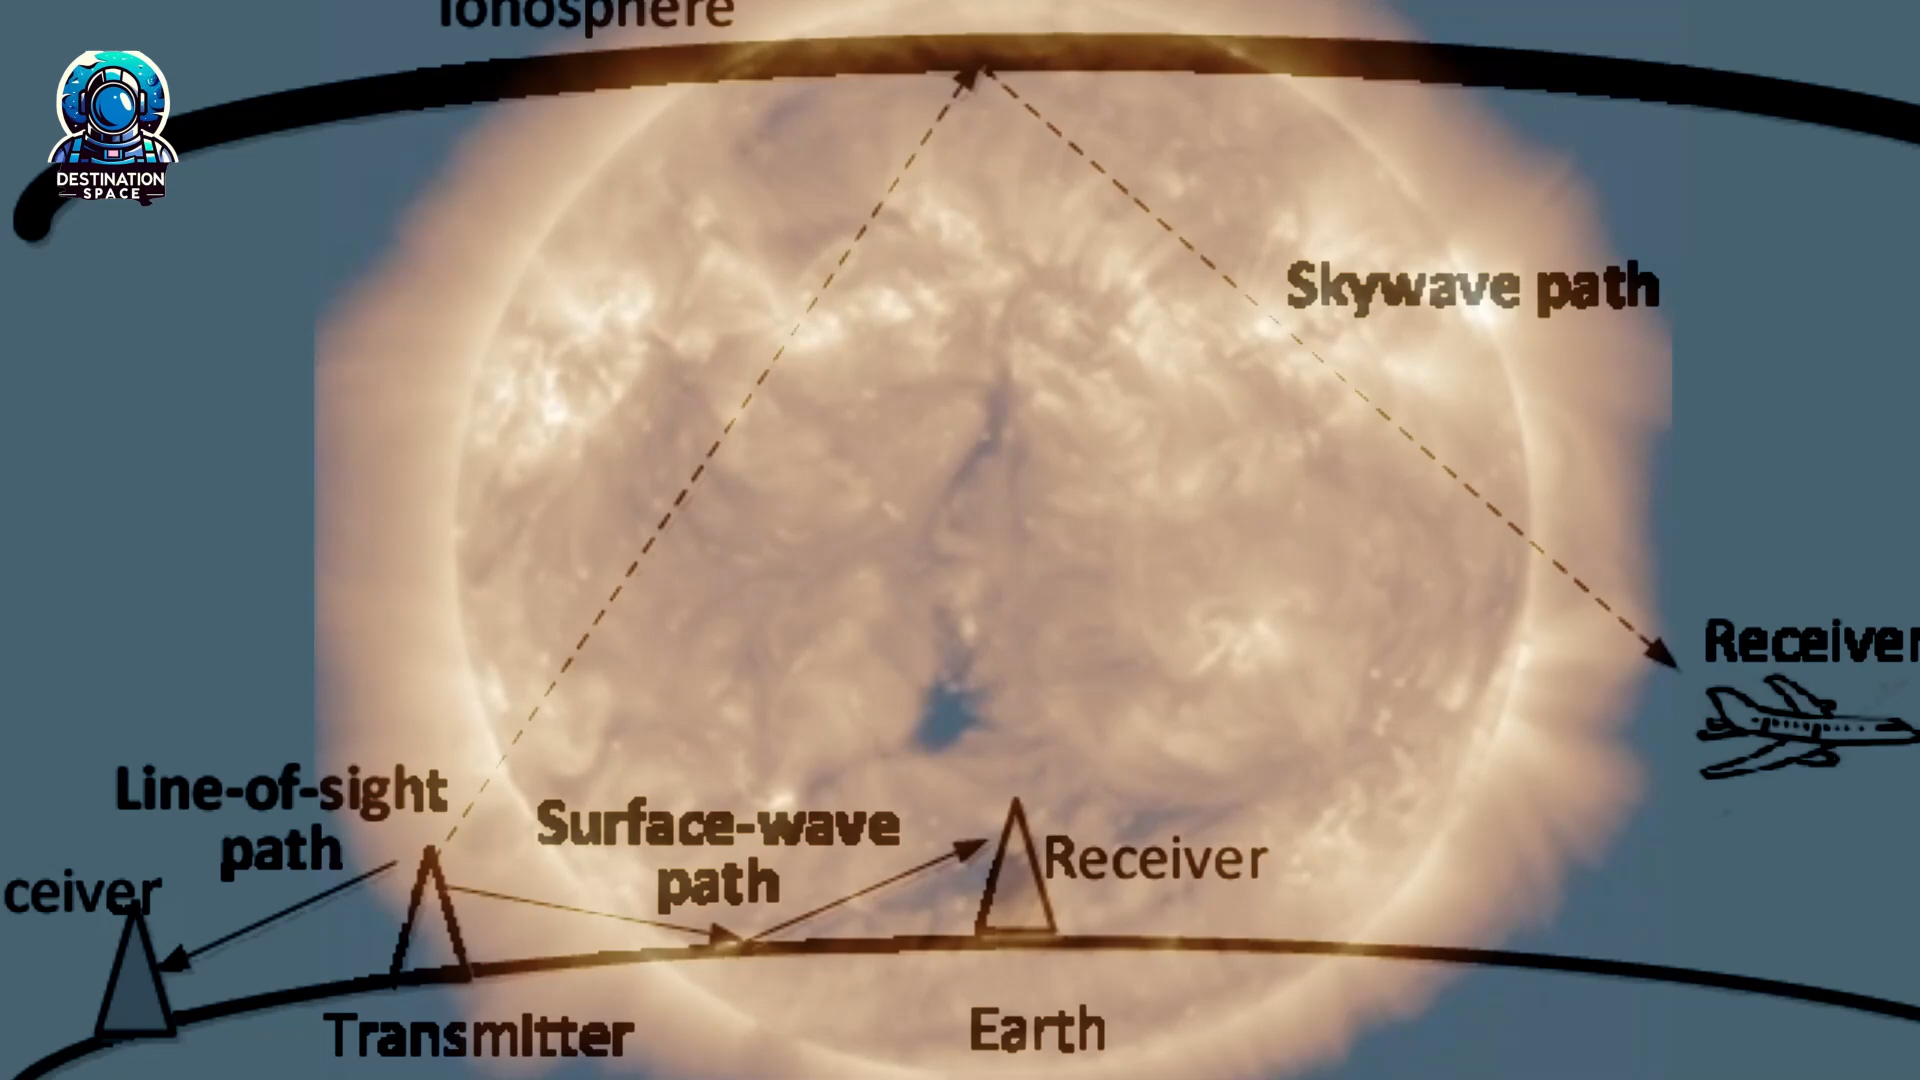 Ionosphere
DESTINATION
SPACE
Skywave path
Receiver
Line-of-sight
path
Surface-wave
path
Receiver
ceiver
Transmitter
Earth